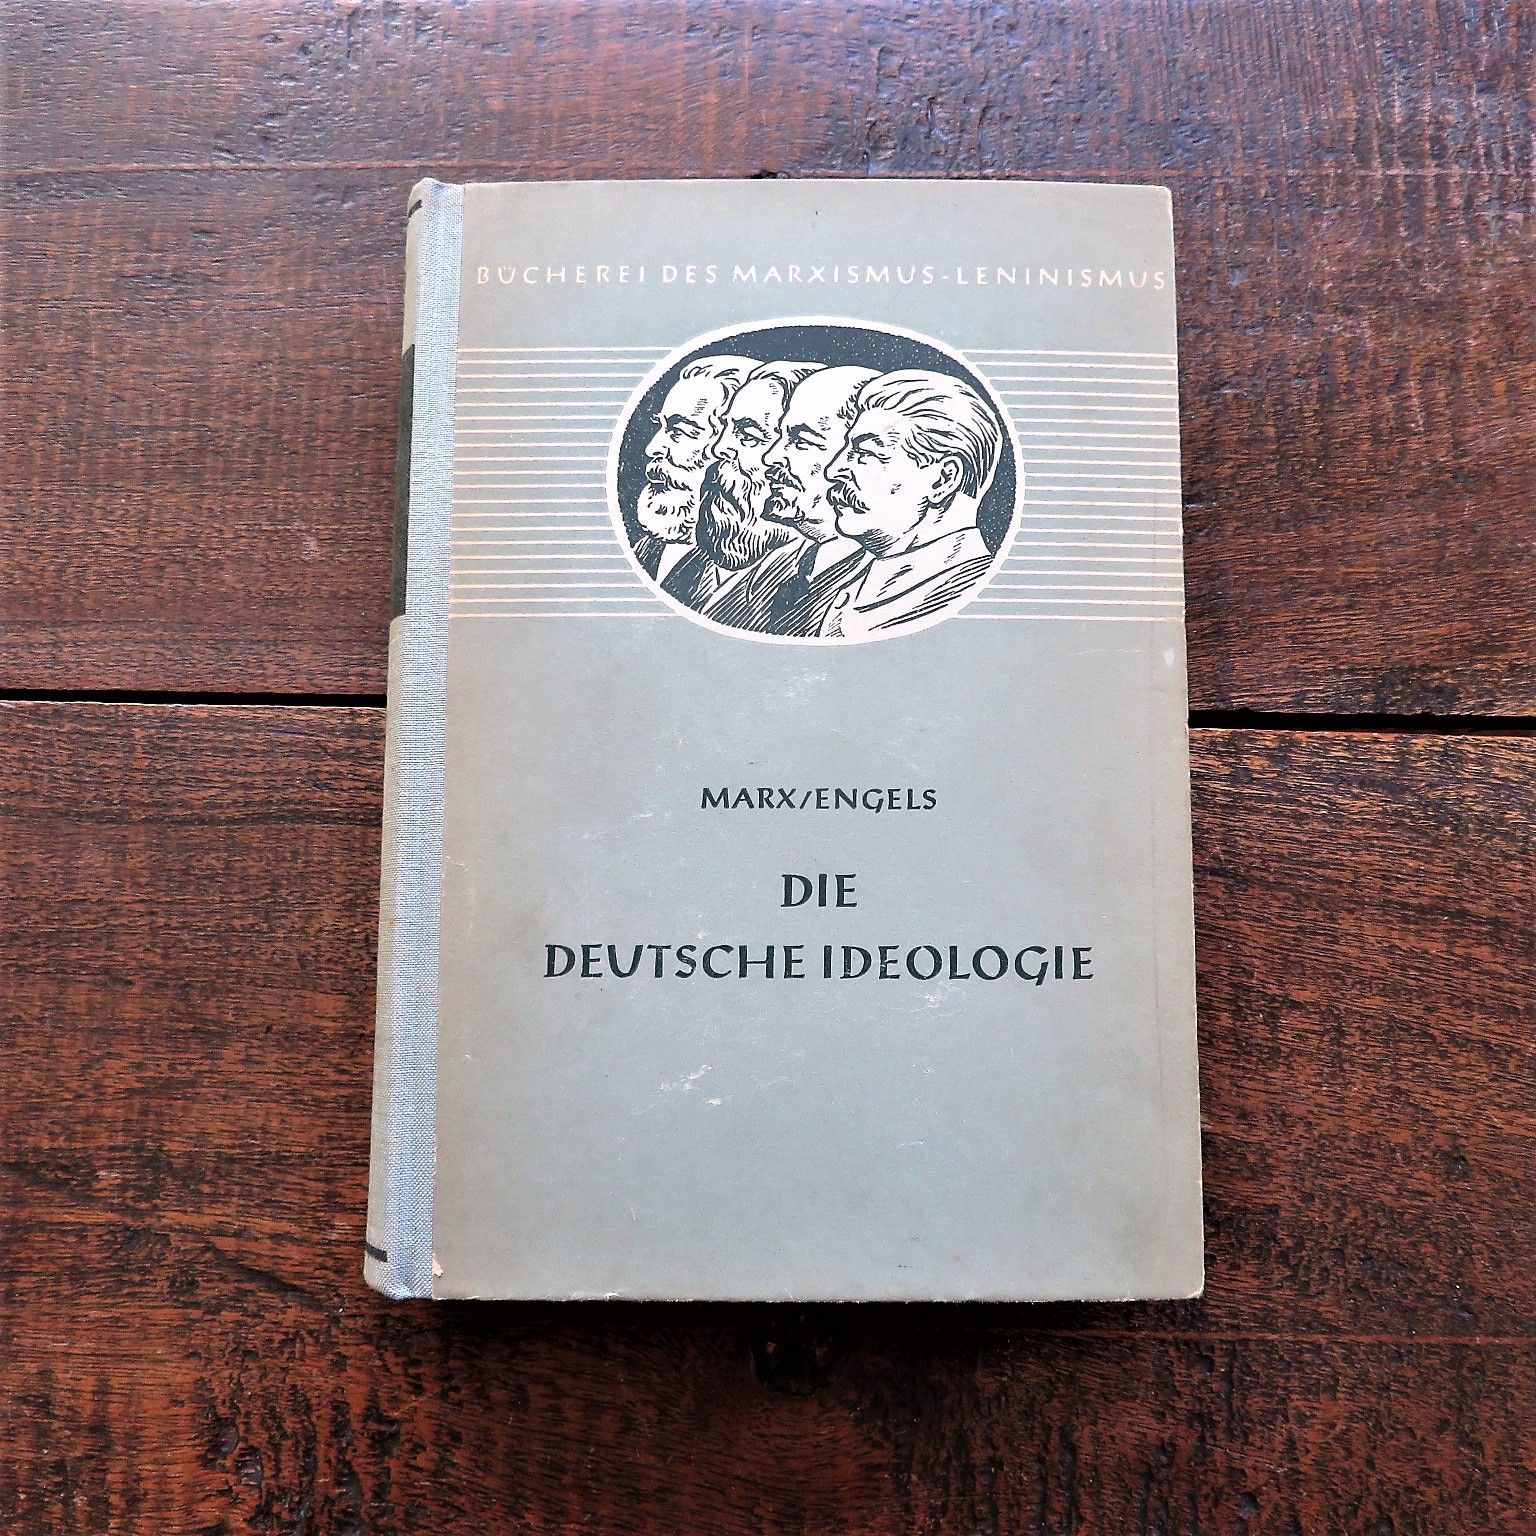 BÜCHEREI DES MARXISMUS-LENINISMUS
MARX/ENGELS
DIE
DEUTSCHE IDEOLOGIE